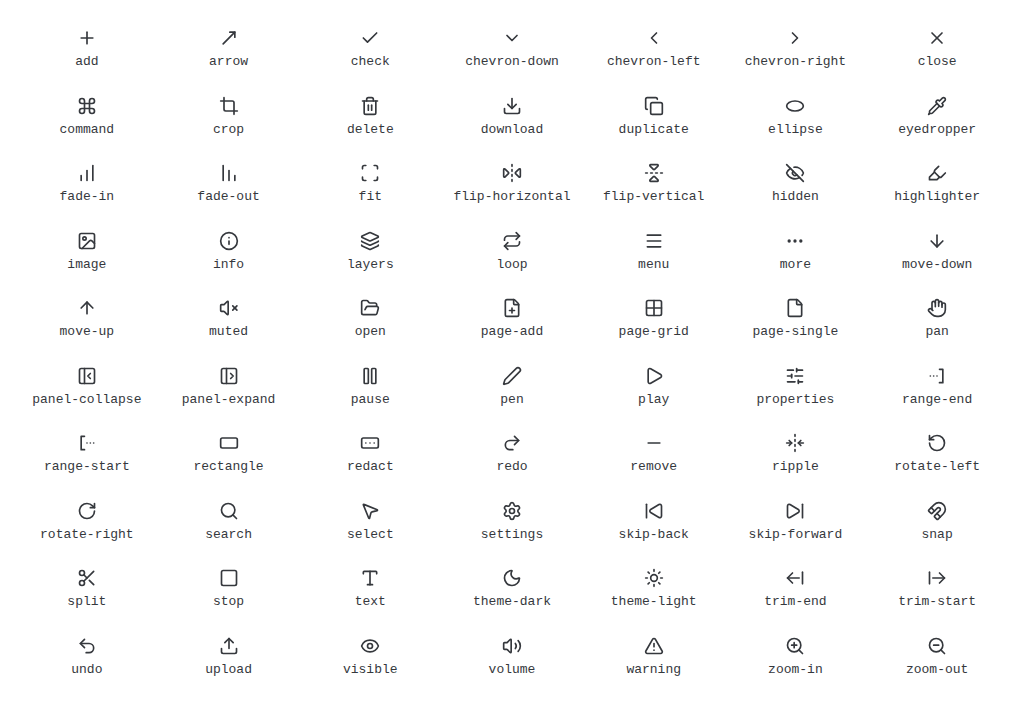 add arrow check chevron-down chevron-left chevron-right close
command crop delete download duplicate ellipse eyedropper
fade-in fade-out fit flip-horizontal flip-vertical hidden highlighter
image info layers loop menu more move-down
move-up muted open page-add page-grid page-single pan
panel-collapse panel-expand pause pen play properties range-end
range-start rectangle redact redo remove ripple rotate-left
rotate-right search select settings skip-back skip-forward snap
split stop text theme-dark theme-light trim-end trim-start
undo upload visible volume warning zoom-in zoom-out